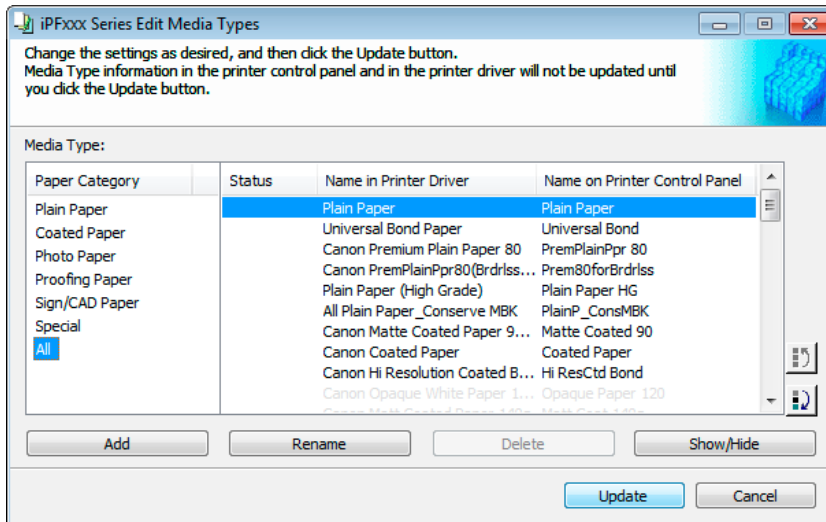 iPFxxx Series Edit Media Types
Change the settings as desired, and then click the Update button.
Media Type information in the printer control panel and in the printer driver will not be updated until
you click the Update button.
Media Type:
Paper Category
Plain Paper
Coated Paper
Photo Paper
Proofing Paper
Sign/CAD Paper
Special
All
Status Name in Printer Driver Name on Printer Control Panel
Plain Paper Plain Paper
Universal Bond Paper Universal Bond
Canon Premium Plain Paper 80 PremPlainPpr 80
Canon PremPlainPpr80(Brdrlss... Prem80forBrdrlss
Plain Paper (High Grade) Plain Paper HG
All Plain Paper_Conserve MBK PlainP_ConsMBK
Canon Matte Coated Paper 9... Matte Coated 90
Canon Coated Paper Coated Paper
Canon Hi Resolution Coated B... Hi ResCtd Bond
Canon Opaque White Paper 1... Opaque Paper 120
Add Rename Delete Show/Hide
Update Cancel